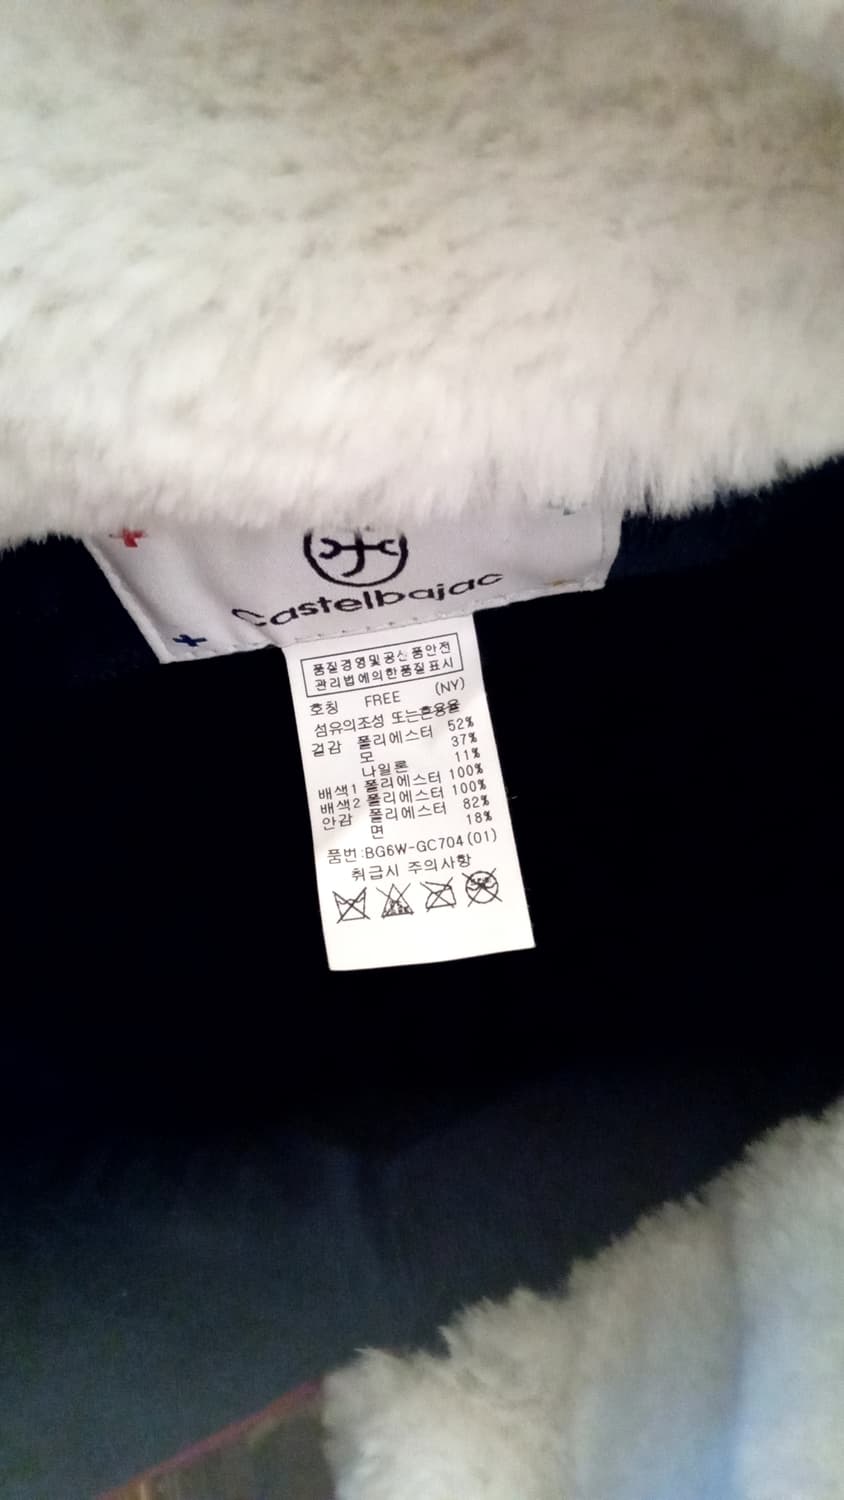 Castelbajac
품질경영및공산품안전
관리법에의한품질표시
호칭 FREE (NY)
섬유의조성 또는혼용율
겉감 폴리에스터 52%
모 37%
나일론 11%
배색1 폴리에스터 100%
배색2 폴리에스터 100%
안감 폴리에스터 82%
면 18%
품번:BG6W-GC704(01)
취급시 주의사항